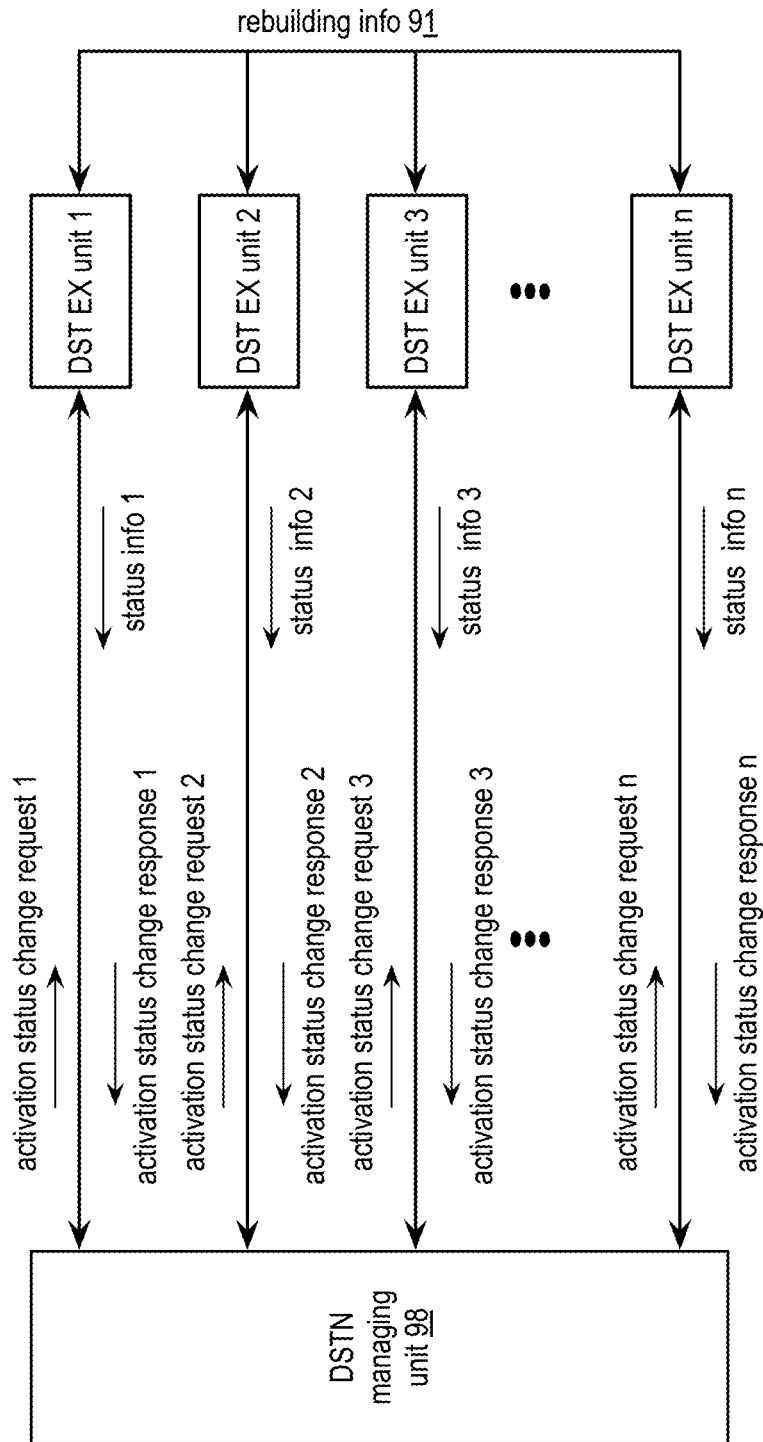 rebuilding info 91
DST EX unit 1
DST EX unit 2
DST EX unit 3
DST EX unit n
status info 1
status info 2
status info 3
status info n
activation status change request 1
activation status change response 1
activation status change request 2
activation status change response 2
activation status change request 3
activation status change response 3
activation status change request n
activation status change response n
DSTN
managing
unit 98